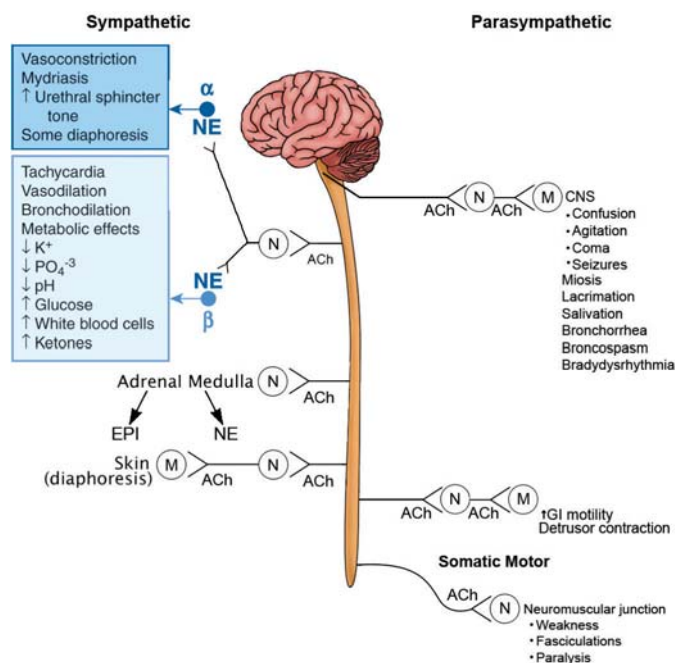 Sympathetic
Parasympathetic
Vasoconstriction
Mydriasis
↑ Urethral sphincter
tone
Some diaphoresis
α
NE
Tachycardia
Vasodilation
Bronchodilation
Metabolic effects
↓ K+
↓ PO4-3
↓ pH
↑ Glucose
↑ White blood cells
↑ Ketones
NE
β
N
ACh
ACh
N
ACh
M
CNS
• Confusion
• Agitation
• Coma
• Seizures
Miosis
Lacrimation
Salivation
Bronchorrhea
Broncospasm
Bradydysrhythmia
Adrenal Medulla
N
ACh
EPI
NE
Skin
(diaphoresis)
M
ACh
N
ACh
ACh
N
ACh
M
↑GI motility
Detrusor contraction
Somatic Motor
ACh
N
Neuromuscular junction
• Weakness
• Fasciculations
• Paralysis